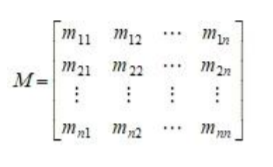 m₁₁ m₁₂ ⋯ m₁ₙ
m₂₁ m₂₂ ⋯ m₂ₙ
M = ⋮ ⋮ ⋮ ⋮
mₙ₁ mₙ₂ ⋯ mₙₙ